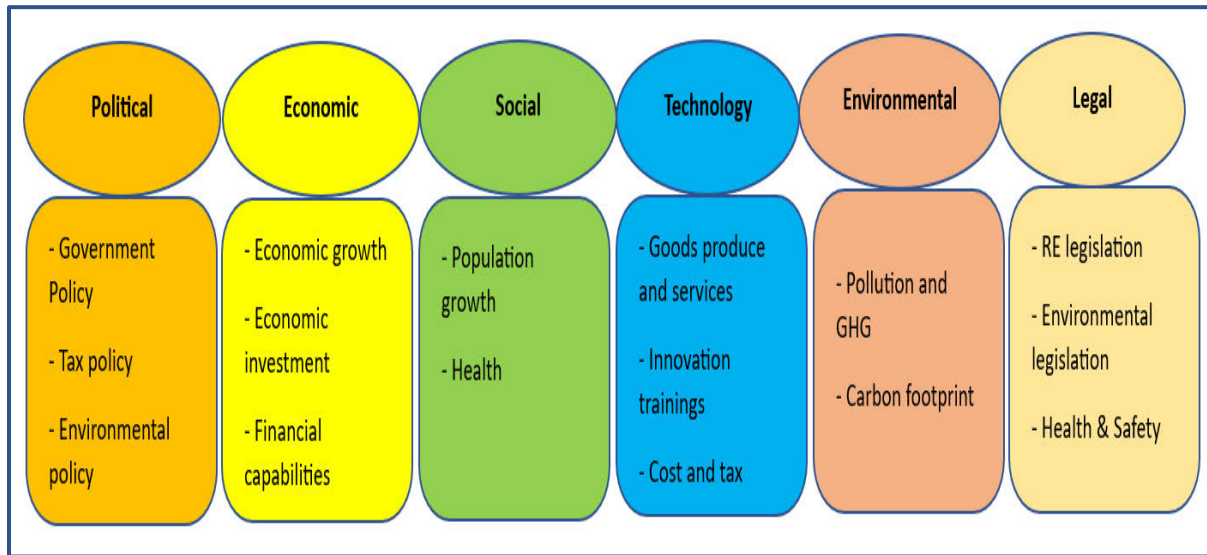 Political
- Government
Policy
- Tax policy
- Environmental
policy
Economic
- Economic growth
- Economic
investment
- Financial
capabilities
Social
- Population
growth
- Health
Technology
- Goods produce
and services
- Innovation
trainings
- Cost and tax
Environmental
- Pollution and
GHG
- Carbon footprint
Legal
- RE legislation
- Environmental
legislation
- Health & Safety